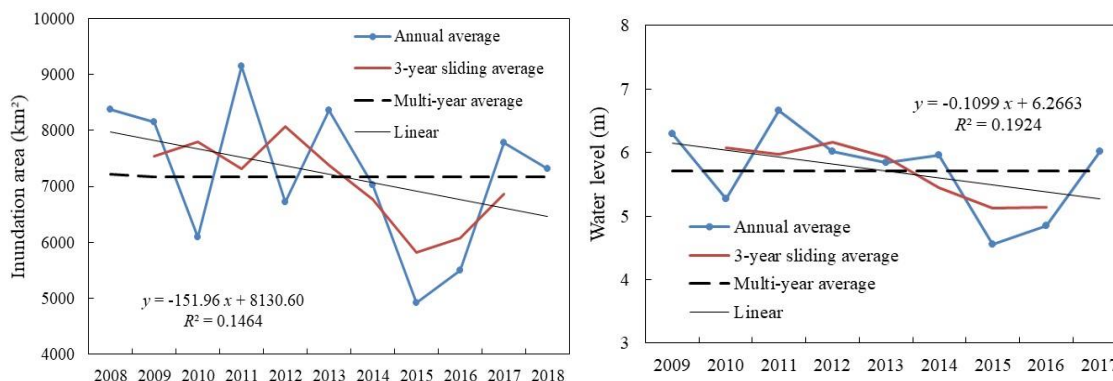 10000
9000
8000
7000
6000
5000
4000
Inundation area (km²)
Annual average
3-year sliding average
Multi-year average
Linear
y = -151.96 x + 8130.60
R² = 0.1464
2008 2009 2010 2011 2012 2013 2014 2015 2016 2017 2018
8
7
6
5
4
3
Water level (m)
y = -0.1099 x + 6.2663
R² = 0.1924
Annual average
3-year sliding average
Multi-year average
Linear
2009 2010 2011 2012 2013 2014 2015 2016 2017